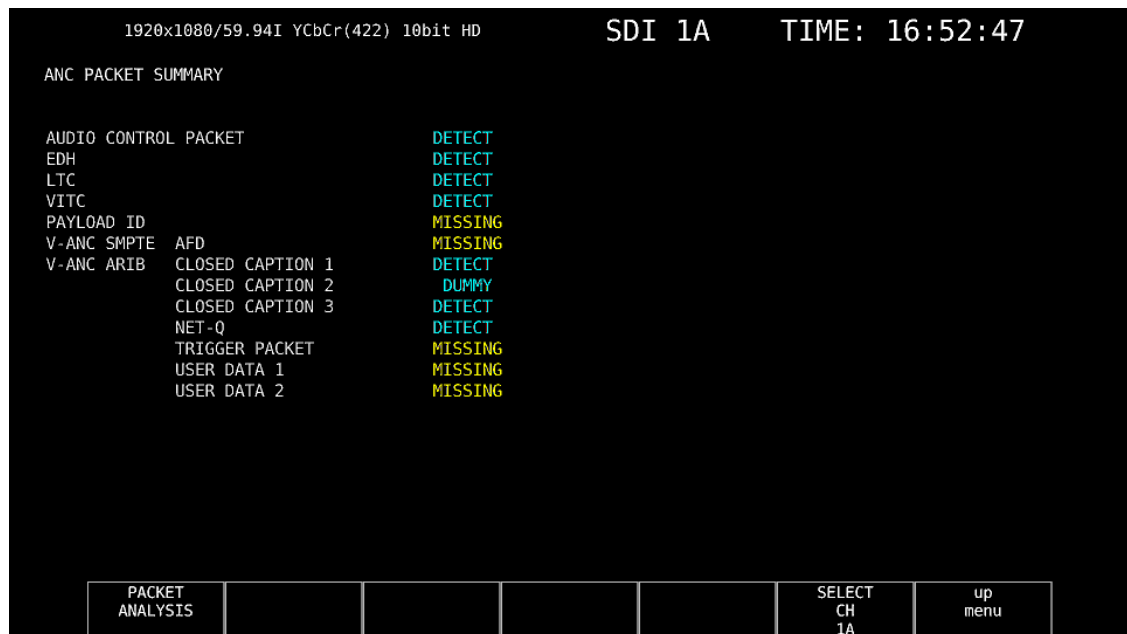 1920x1080/59.94I YCbCr(422) 10bit HD SDI 1A TIME: 16:52:47
ANC PACKET SUMMARY
AUDIO CONTROL PACKET DETECT
EDH DETECT
LTC DETECT
VITC DETECT
PAYLOAD ID MISSING
V-ANC SMPTE AFD MISSING
V-ANC ARIB CLOSED CAPTION 1 DETECT
CLOSED CAPTION 2 DUMMY
CLOSED CAPTION 3 DETECT
NET-Q DETECT
TRIGGER PACKET MISSING
USER DATA 1 MISSING
USER DATA 2 MISSING
PACKET
ANALYSIS
SELECT
CH
1A
up
menu